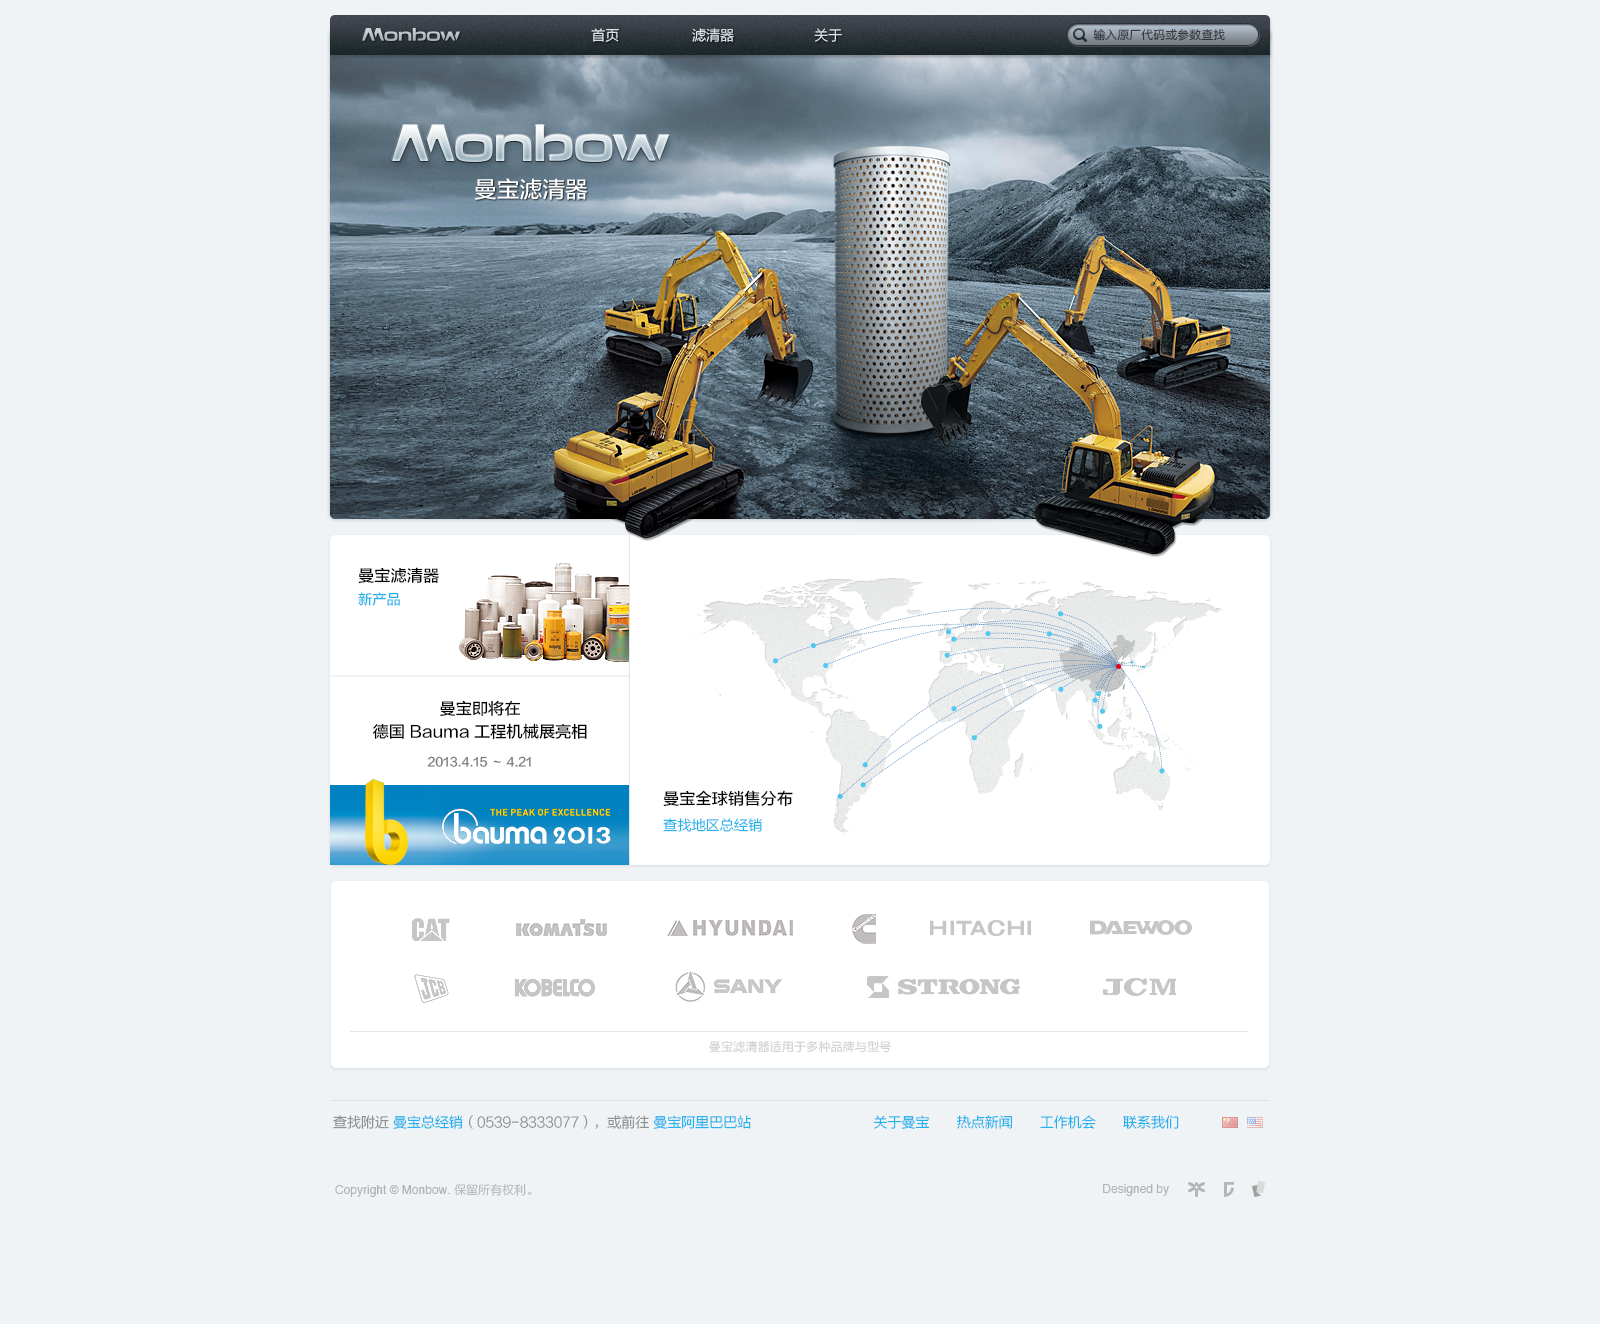 Monbow
首页
滤清器
关于
输入原厂代码或参数查找
Monbow
曼宝滤清器
曼宝滤清器
新产品
曼宝即将在
德国 Bauma 工程机械展亮相
2013.4.15 ~ 4.21
THE PEAK OF EXCELLENCE
bauma 2013
曼宝全球销售分布
查找地区总经销
CAT
KOMATSU
HYUNDAI
Cummins
HITACHI
DAEWOO
JCB
KOBELCO
SANY
STRONG
JCM
曼宝滤清器适用于多种品牌与型号
查找附近 曼宝总经销（0539-8333077），或前往 曼宝阿里巴巴站
关于曼宝
热点新闻
工作机会
联系我们
Copyright © Monbow. 保留所有权利。
Designed by